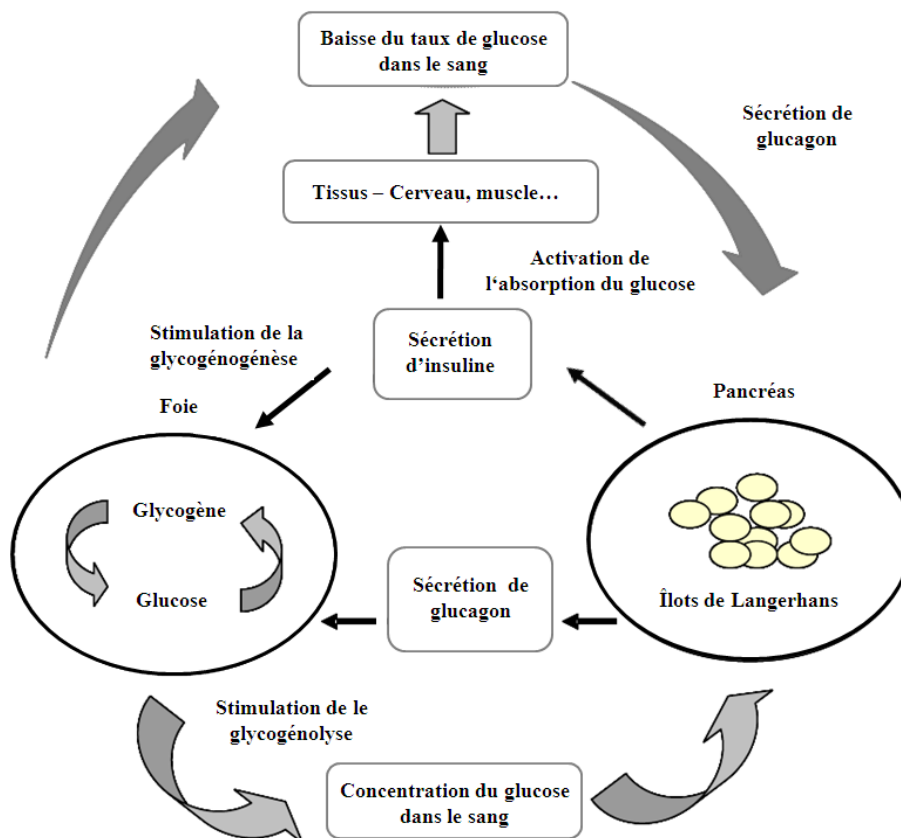 Baisse du taux de glucose
dans le sang
Sécrétion de
glucagon
Tissus – Cerveau, muscle…
Activation de
l‘absorption du glucose
Stimulation de la
glycogénogénèse
Sécrétion
d’insuline
Foie
Pancréas
Glycogène
Glucose
Sécrétion de
glucagon
Îlots de Langerhans
Stimulation de le
glycogénolyse
Concentration du glucose
dans le sang